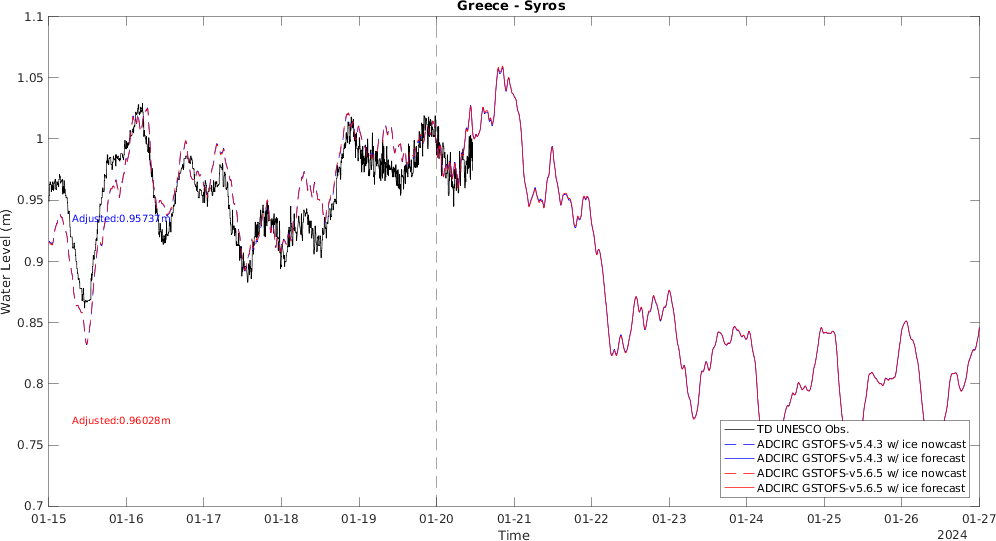 Greece - Syros
1.1
1.05
1
0.95
0.9
0.85
0.8
0.75
0.7
Water Level (m)
Adjusted:0.95737m
Adjusted:0.96028m
TD UNESCO Obs.
ADCIRC GSTOFS-v5.4.3 w/ ice nowcast
ADCIRC GSTOFS-v5.4.3 w/ ice forecast
ADCIRC GSTOFS-v5.6.5 w/ ice nowcast
ADCIRC GSTOFS-v5.6.5 w/ ice forecast
01-15 01-16 01-17 01-18 01-19 01-20 01-21 01-22 01-23 01-24 01-25 01-26 01-27
Time
2024